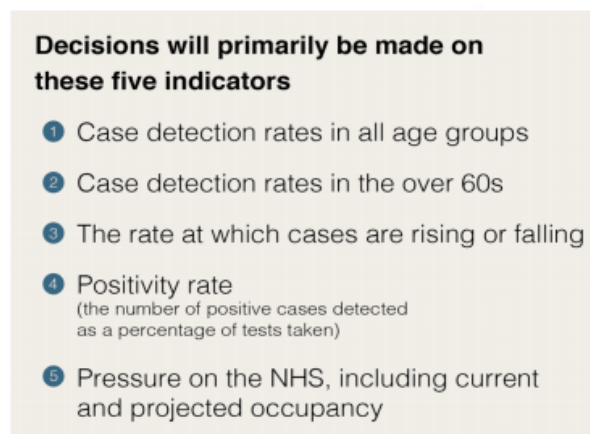 Decisions will primarily be made on
these five indicators
1 Case detection rates in all age groups
2 Case detection rates in the over 60s
3 The rate at which cases are rising or falling
4 Positivity rate
(the number of positive cases detected
as a percentage of tests taken)
5 Pressure on the NHS, including current
and projected occupancy